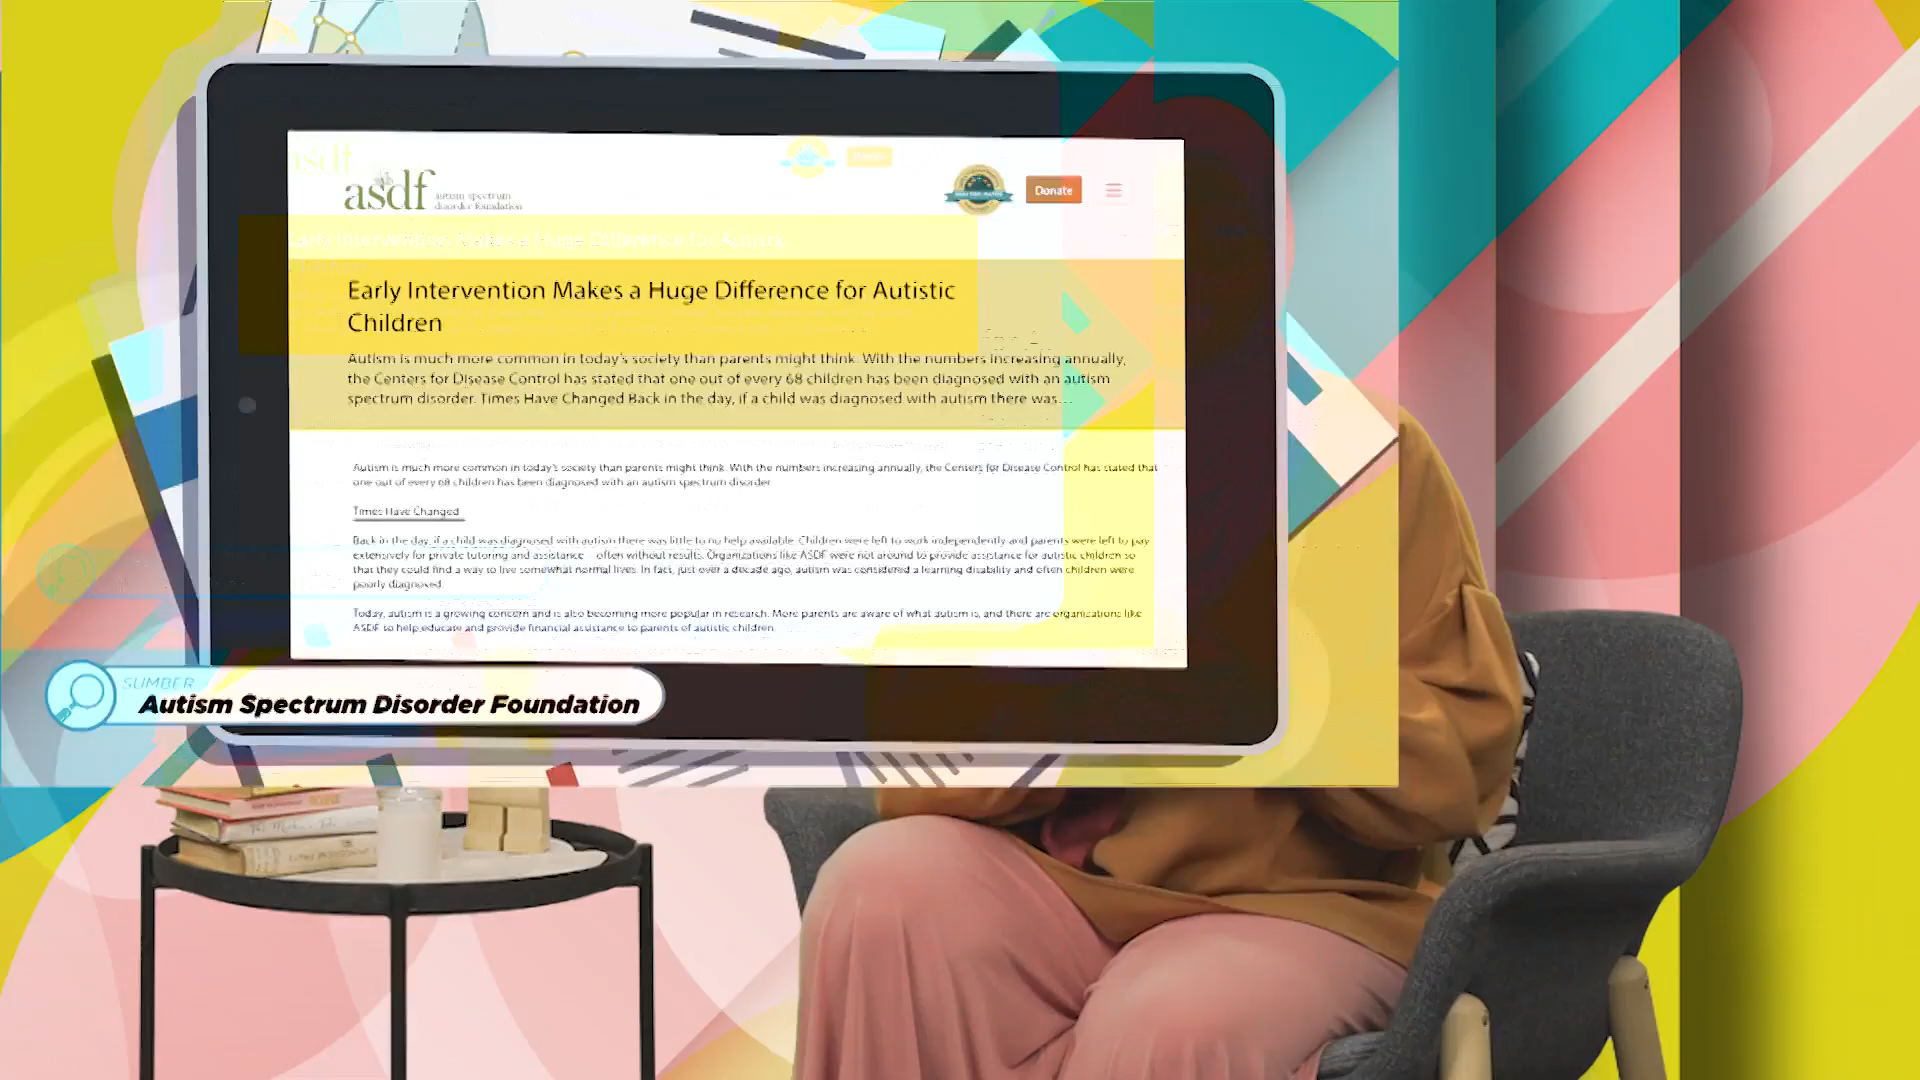 asdf
asdf autism spectrum
disorder foundation
Donate
Early Intervention Makes a Huge Difference for Autistic
Early Intervention Makes a Huge Difference for Autistic
Children
Autism is much more common in today's society than parents might think. With the numbers increasing annually,
the Centers for Disease Control has stated that one out of every 68 children has been diagnosed with an autism
spectrum disorder. Times Have Changed Back in the day, if a child was diagnosed with autism there was...
Autism is much more common in today's society than parents might think. With the numbers increasing annually, the Centers for Disease Control has stated that
one out of every 68 children has been diagnosed with an autism spectrum disorder
Times Have Changed
Back in the day, if a child was diagnosed with autism there was little to no help available. Children were left to work independently and parents were left to pay
extensively for private tutoring and assistance – often without results. Organizations like ASDF were not around to provide assistance for autistic children so
that they could find a way to live somewhat normal lives. In fact, just over a decade ago, autism was considered a learning disability and often children were
poorly diagnosed.
Today, autism is a growing concern and is also becoming more popular in research. More parents are aware of what autism is, and there are organizations like
ASDF to help educate and provide financial assistance to parents of autistic children.
SUMBER
Autism Spectrum Disorder Foundation